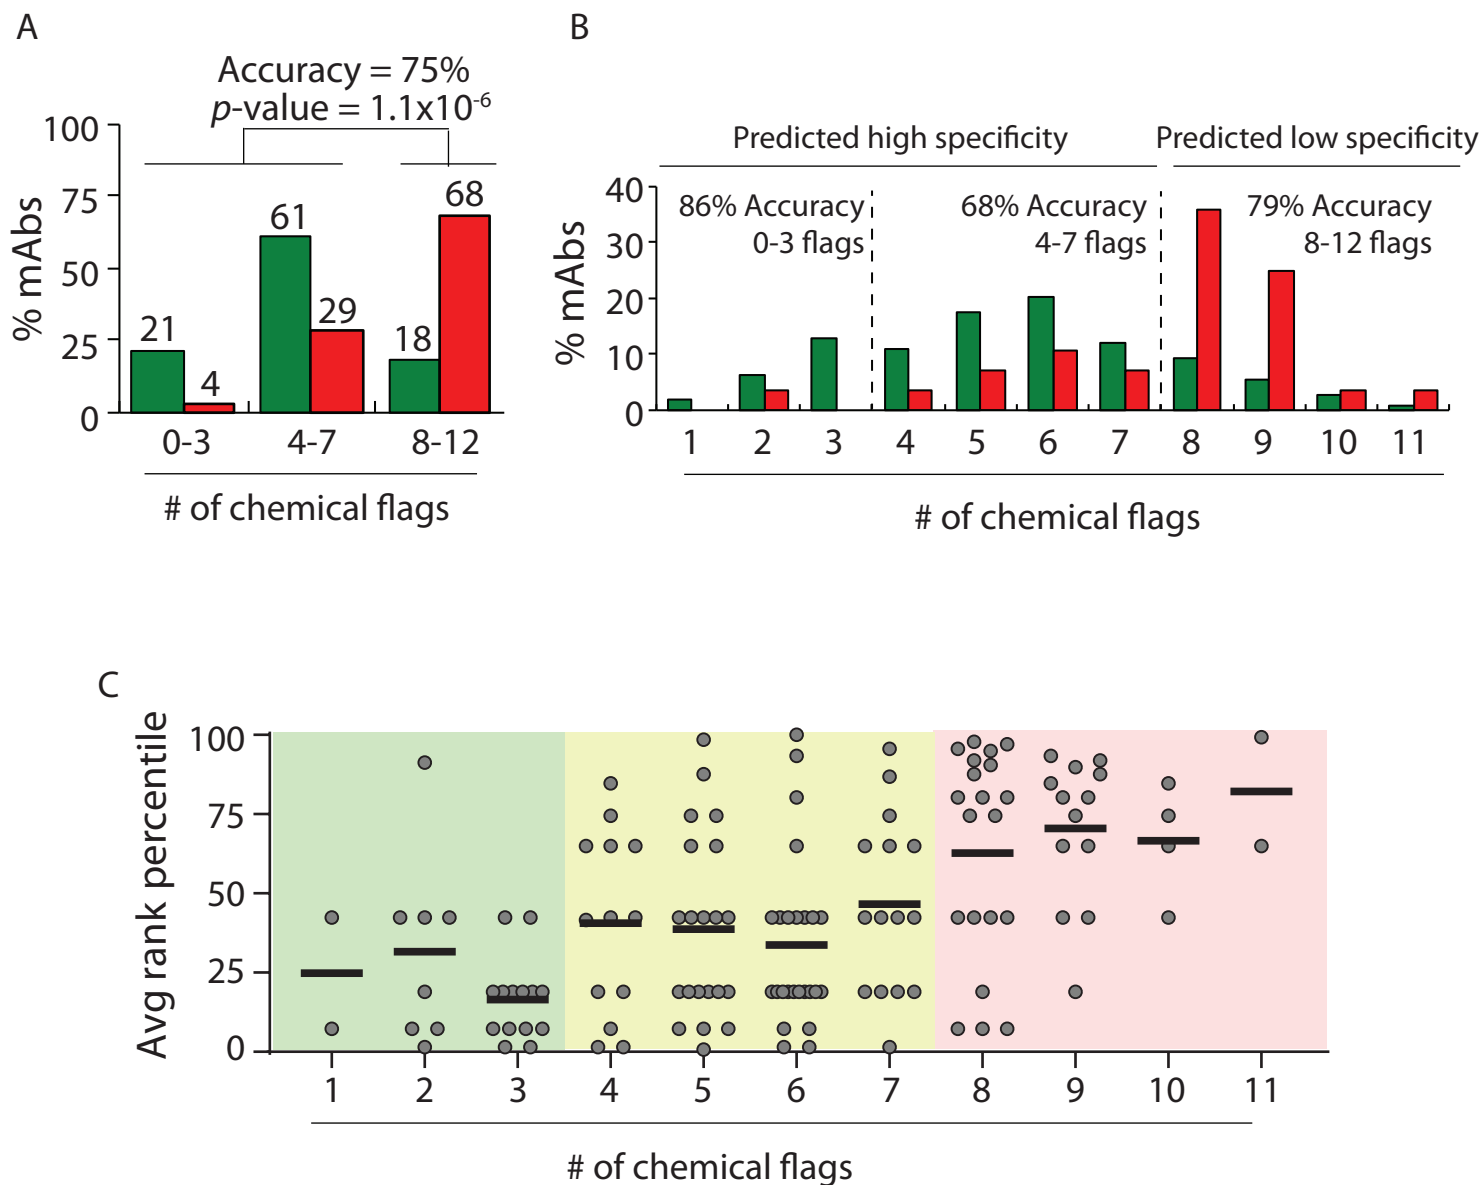 A
Accuracy = 75%
p-value = 1.1x10-6
100
75
50
25
0
% mAbs
21
4
61
29
18
68
0-3 4-7 8-12
# of chemical flags
B
Predicted high specificity Predicted low specificity
40
30
20
10
0
% mAbs
86% Accuracy
0-3 flags
68% Accuracy
4-7 flags
79% Accuracy
8-12 flags
1 2 3 4 5 6 7 8 9 10 11
# of chemical flags
C
Avg rank percentile
100
75
50
25
0
1 2 3 4 5 6 7 8 9 10 11
# of chemical flags